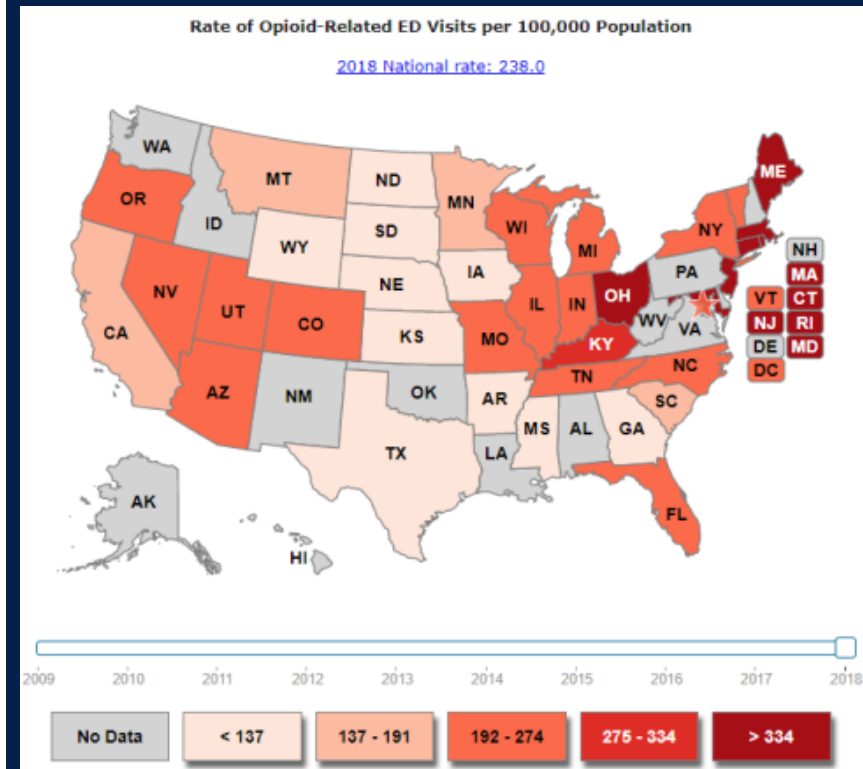 Rate of Opioid-Related ED Visits per 100,000 Population
2018 National rate: 238.0
WA
MT
ND
ME
OR
MN
ID
SD
WI
NY
WY
MI
NH
IA
PA
MA
NE
NV
OH
VT
CT
UT
IL
IN
CO
WV
NJ
RI
CA
KS
MO
VA
KY
DE
MD
NC
DC
TN
AZ
NM
OK
AR
SC
MS
AL
GA
TX
LA
AK
FL
HI
2009 2010 2011 2012 2013 2014 2015 2016 2017 2018
No Data < 137 137 - 191 192 - 274 275 - 334 > 334